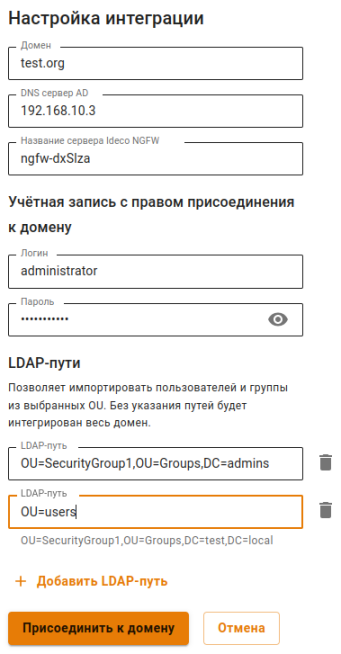 Настройка интеграции
Домен
test.org
DNS сервер AD
192.168.10.3
Название сервера Ideco NGFW
ngfw-dxSlza
Учётная запись с правом присоединения
к домену
Логин
administrator
Пароль
•••••••••••
LDAP-пути
Позволяет импортировать пользователей и группы
из выбранных OU. Без указания путей будет
интегрирован весь домен.
LDAP-путь
OU=SecurityGroup1,OU=Groups,DC=admins
LDAP-путь
OU=users
OU=SecurityGroup1,OU=Groups,DC=test,DC=local
+ Добавить LDAP-путь
Присоединить к домену
Отмена